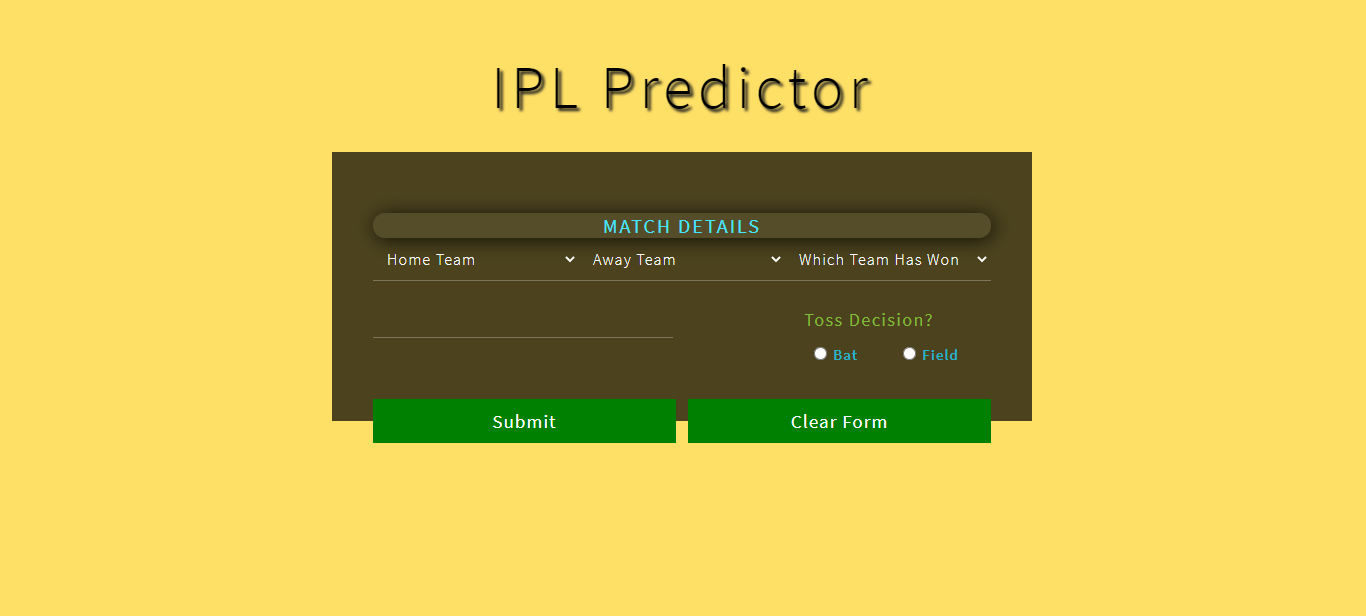 IPL Predictor
MATCH DETAILS
Home Team Away Team Which Team Has Won
Toss Decision?
Bat Field
Submit Clear Form